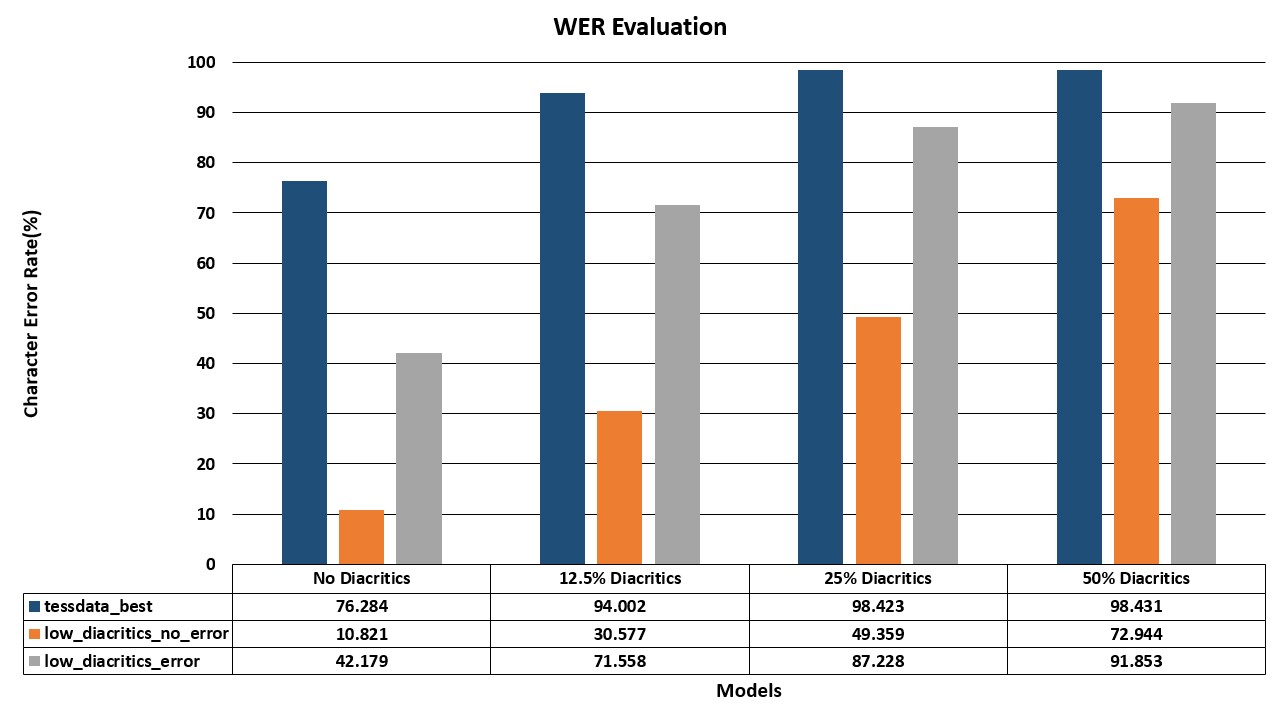 WER Evaluation
100
90
80
70
60
50
40
30
20
10
0
Character Error Rate(%)
No Diacritics 12.5% Diacritics 25% Diacritics 50% Diacritics
tessdata_best 76.284 94.002 98.423 98.431
low_diacritics_no_error 10.821 30.577 49.359 72.944
low_diacritics_error 42.179 71.558 87.228 91.853
Models